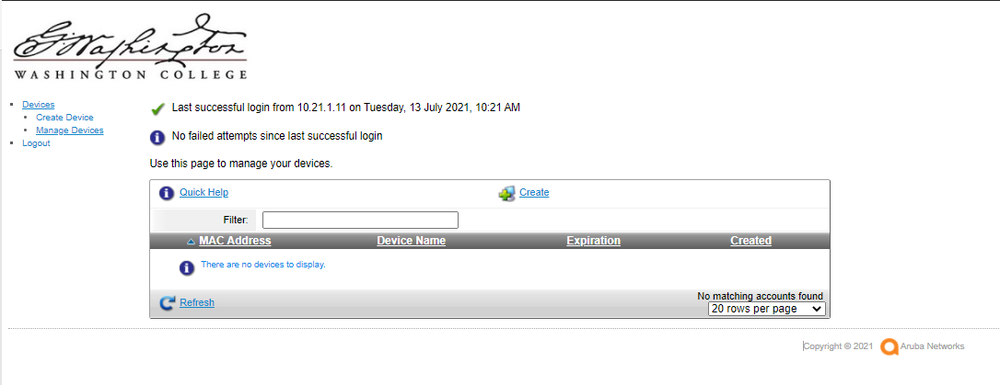 G. Washington
WASHINGTON COLLEGE
Devices
Create Device
Manage Devices
Logout
Last successful login from 10.21.1.11 on Tuesday, 13 July 2021, 10:21 AM
No failed attempts since last successful login
Use this page to manage your devices.
Quick Help Create
Filter:
MAC Address Device Name Expiration Created
There are no devices to display.
Refresh
No matching accounts found
20 rows per page
Copyright © 2021 Aruba Networks